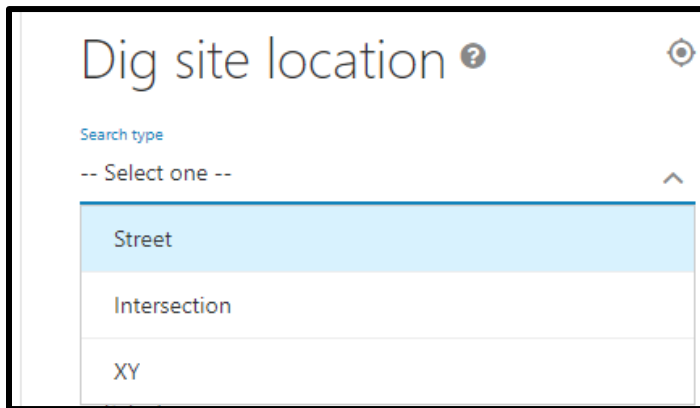 Dig site location ?
Search type
-- Select one --
Street
Intersection
XY